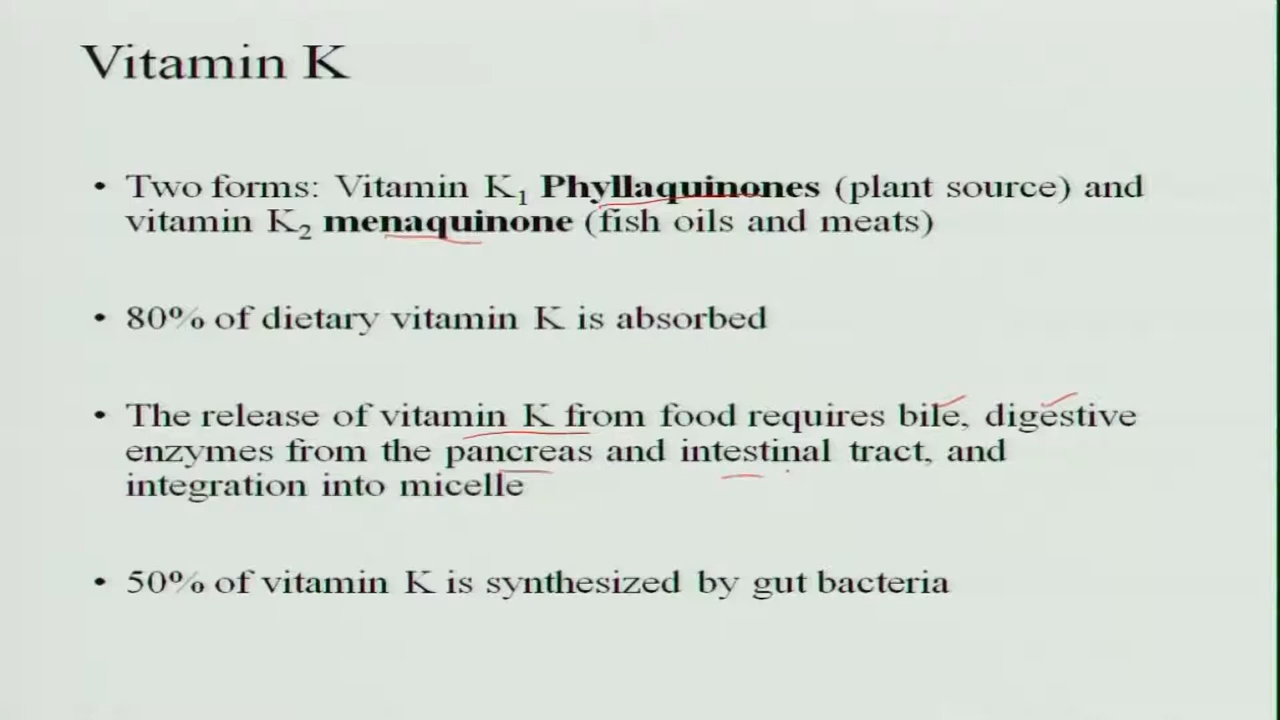 Vitamin K
• Two forms: Vitamin K₁ Phyllaquinones (plant source) and
vitamin K₂ menaquinone (fish oils and meats)
• 80% of dietary vitamin K is absorbed
• The release of vitamin K from food requires bile, digestive
enzymes from the pancreas and intestinal tract, and
integration into micelle
• 50% of vitamin K is synthesized by gut bacteria